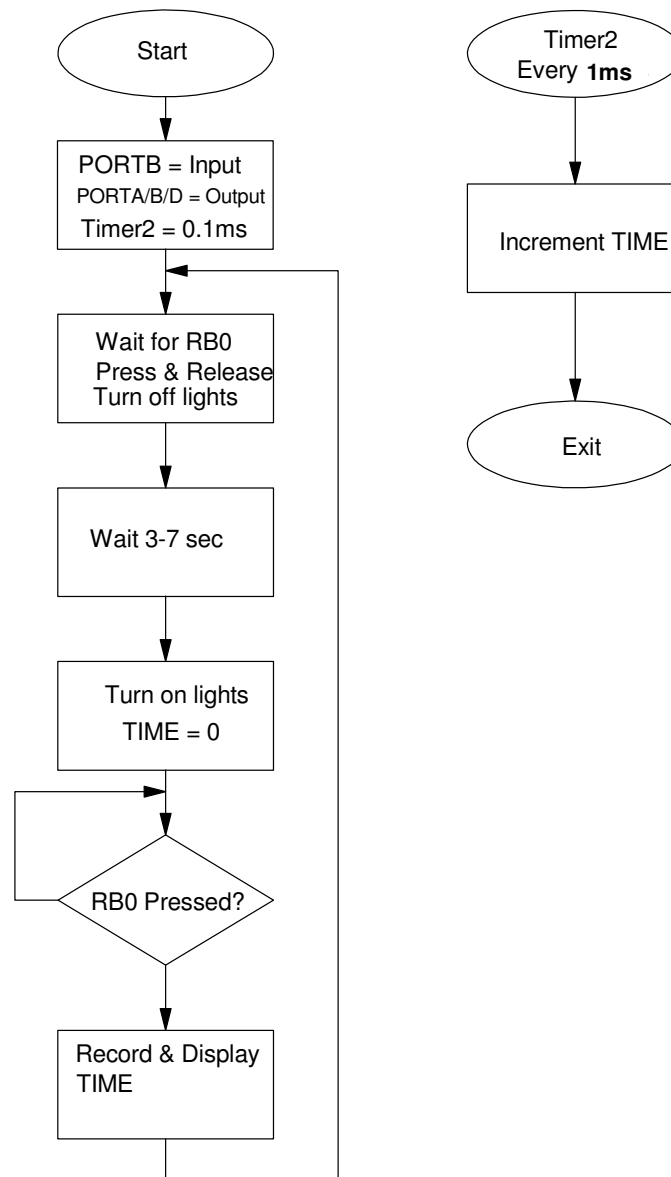 Start
PORTB = Input
PORTA/B/D = Output
Timer2 = 0.1ms
Wait for RB0
Press & Release
Turn off lights
Wait 3-7 sec
Turn on lights
TIME = 0
RB0 Pressed?
Record & Display
TIME
Timer2
Every 1ms
Increment TIME
Exit